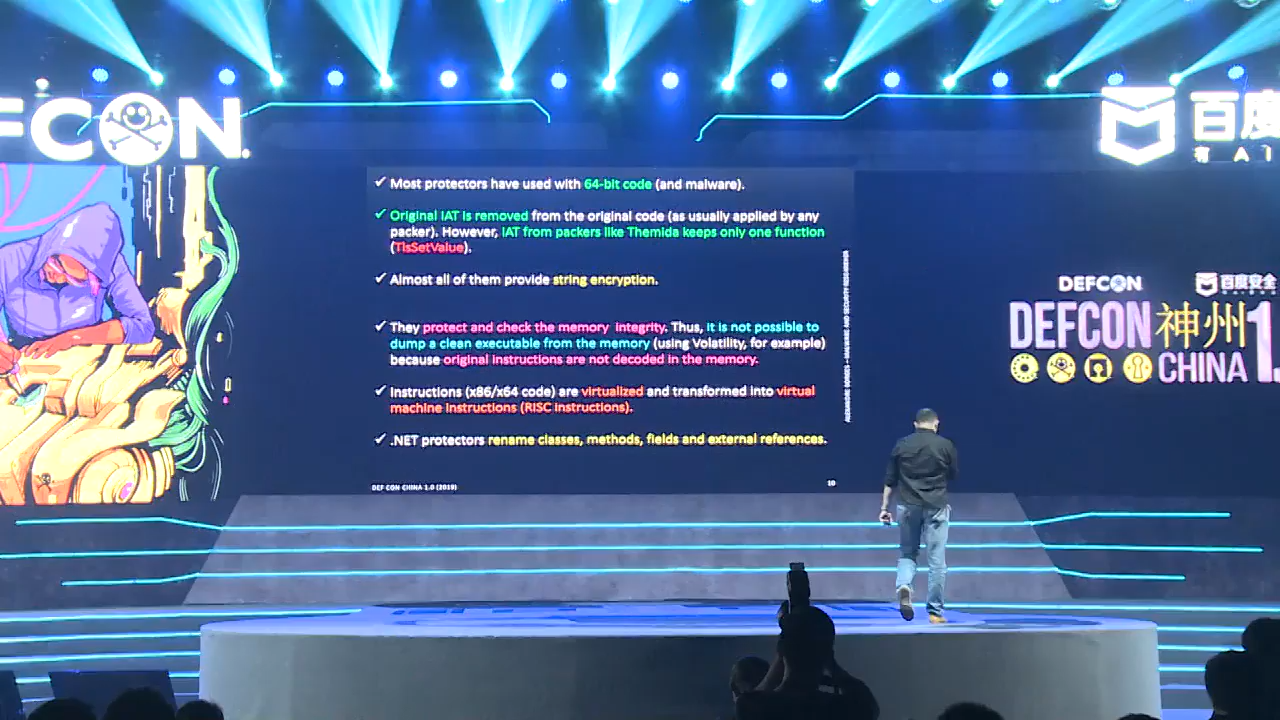 FCON.
百度
有 A I
✓ Most protectors have used with 64-bit code (and malware).
✓ Original IAT is removed from the original code (as usually applied by any
packer). However, IAT from packers like Themida keeps only one function
(TlsSetValue).
✓ Almost all of them provide string encryption.
✓ They protect and check the memory integrity. Thus, it is not possible to
dump a clean executable from the memory (using Volatility, for example)
because original instructions are not decoded in the memory.
✓ Instructions (x86/x64 code) are virtualized and transformed into virtual
machine instructions (RISC instructions).
✓ .NET protectors rename classes, methods, fields and external references.
DEF CON CHINA 1.0 (2019)
10
DEFCON
百度安全
DEFCON 神州 1.
CHINA